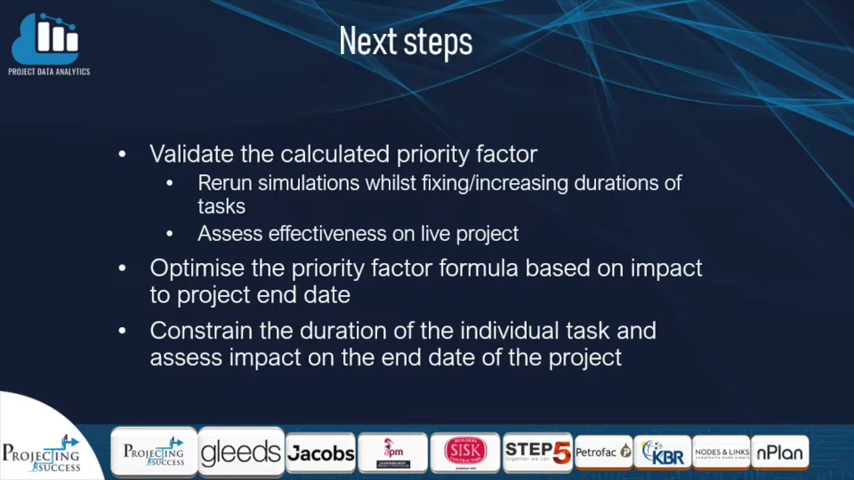 PROJECT DATA ANALYTICS
Next steps
• Validate the calculated priority factor
• Rerun simulations whilst fixing/increasing durations of
tasks
• Assess effectiveness on live project
• Optimise the priority factor formula based on impact
to project end date
• Constrain the duration of the individual task and
assess impact on the end date of the project
PROJECTING
SUCCESS
PROJECTING
SUCCESS
gleeds
Jacobs
apm
SISK
STEP5
together we can
Petrofac
KBR
NODES & LINKS
nPlan